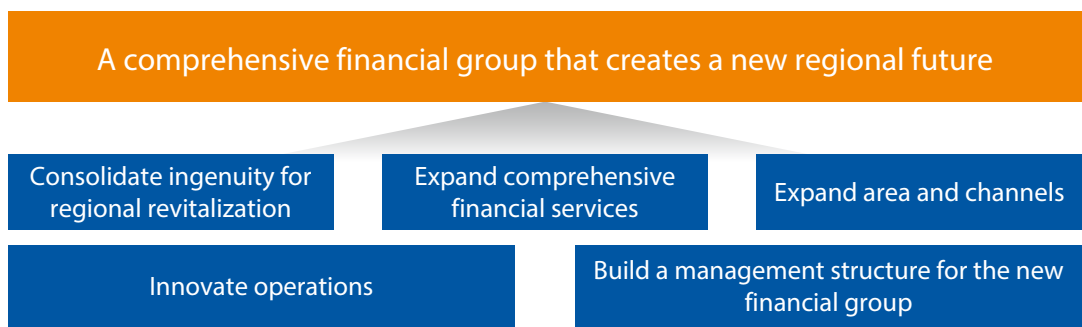 A comprehensive financial group that creates a new regional future
Consolidate ingenuity for
regional revitalization
Expand comprehensive
financial services
Expand area and channels
Innovate operations
Build a management structure for the new
financial group